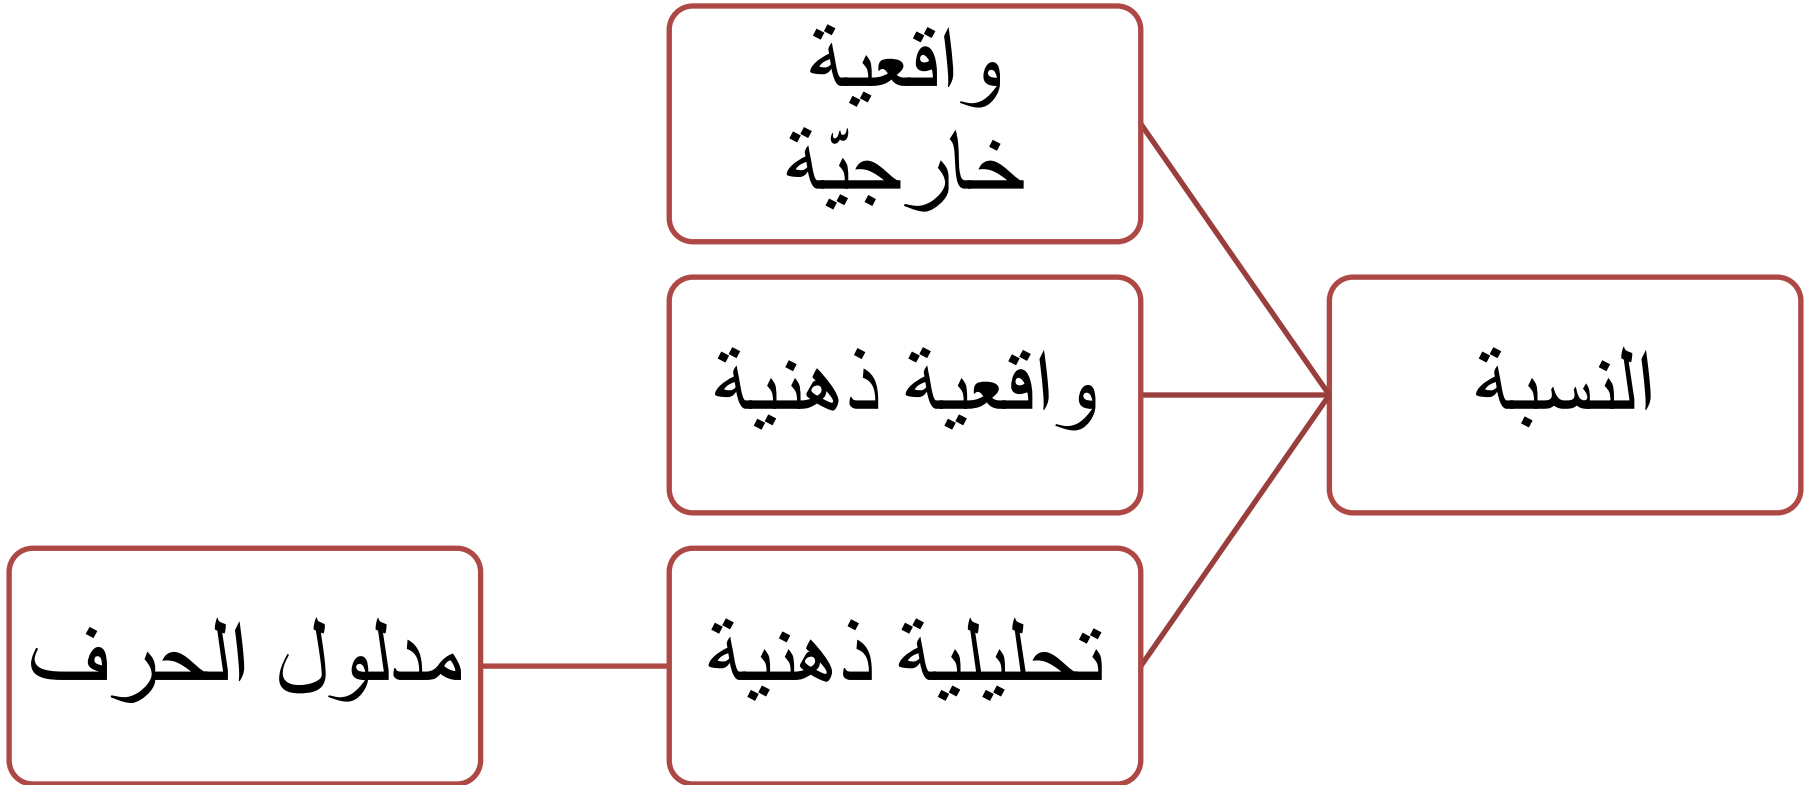 النسبة
واقعية
خارجيّة
واقعية ذهنية
تحليلية ذهنية
مدلول الحرف